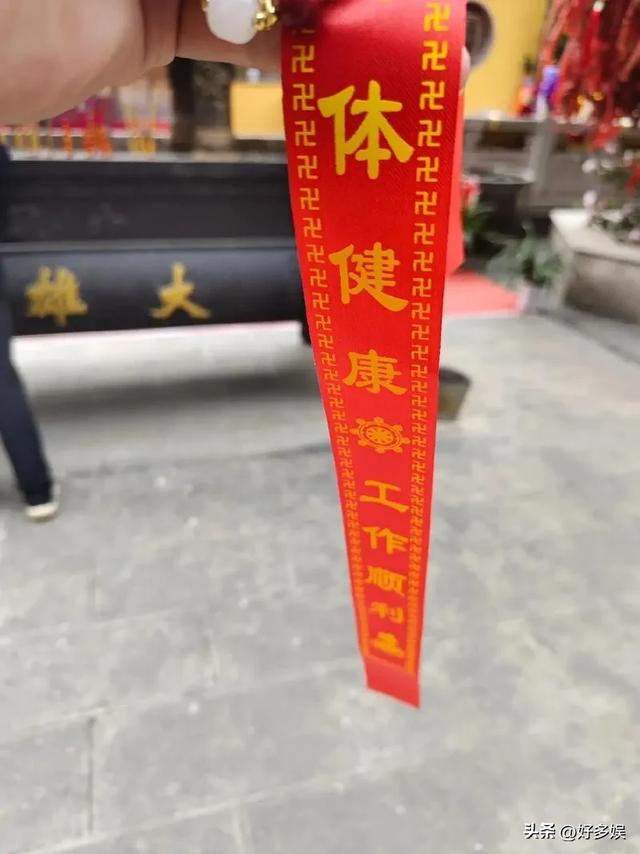 体健康
工作顺利
雄大
头条 @好多娱